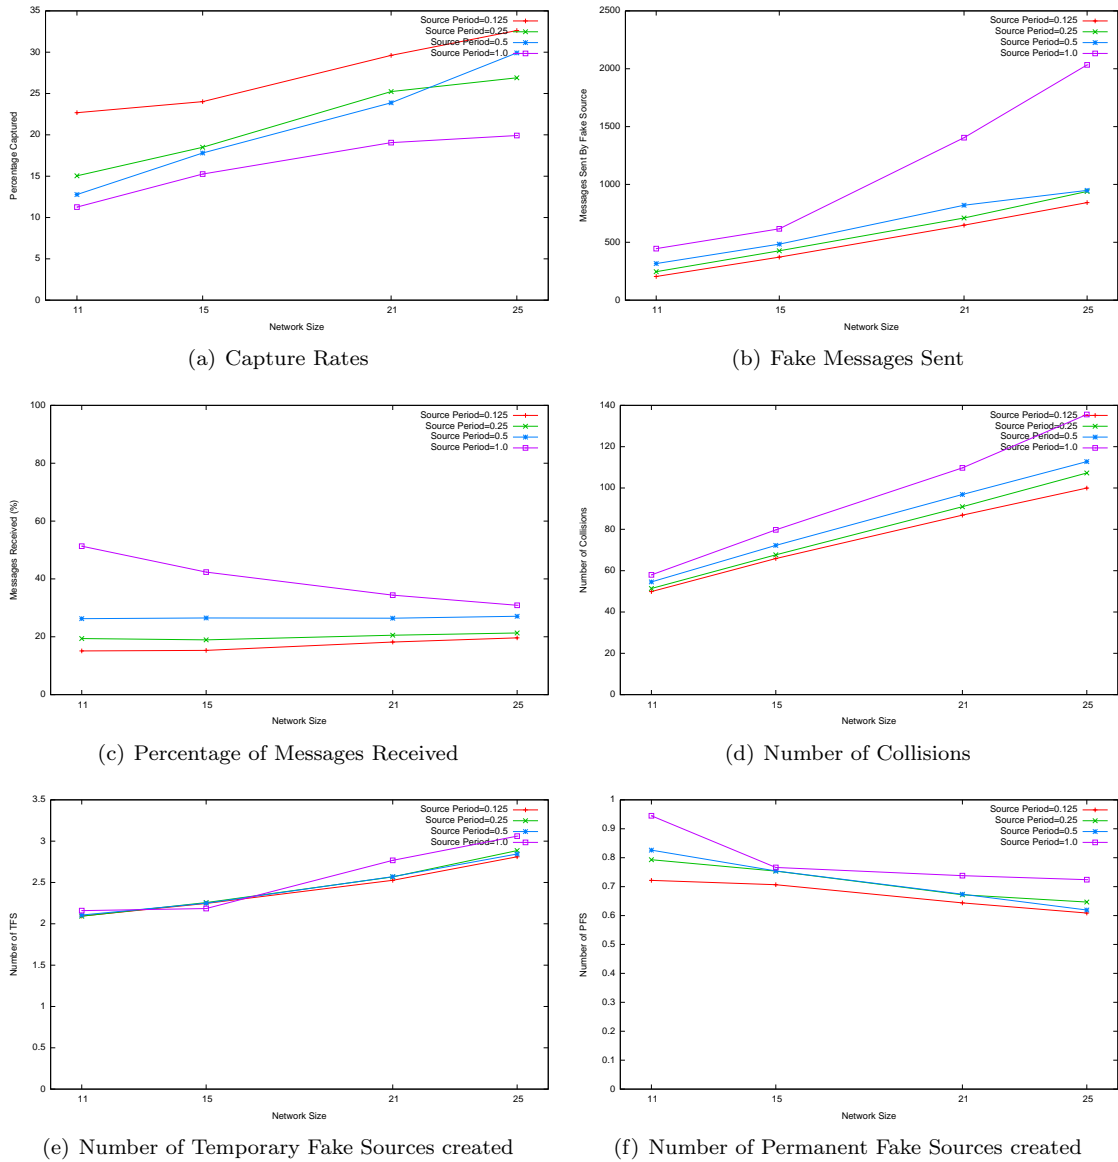 35
30
25
20
15
10
5
0
Percentage Captured
Source Period=0.125
Source Period=0.25
Source Period=0.5
Source Period=1.0
11 15 21 25
Network Size
(a) Capture Rates
2500
2000
1500
1000
500
0
Messages Sent By Fake Source
Source Period=0.125
Source Period=0.25
Source Period=0.5
Source Period=1.0
11 15 21 25
Network Size
(b) Fake Messages Sent
100
80
60
40
20
0
Messages Received (%)
Source Period=0.125
Source Period=0.25
Source Period=0.5
Source Period=1.0
11 15 21 25
Network Size
(c) Percentage of Messages Received
140
120
100
80
60
40
20
0
Number of Collisions
Source Period=0.125
Source Period=0.25
Source Period=0.5
Source Period=1.0
11 15 21 25
Network Size
(d) Number of Collisions
3.5
3
2.5
2
1.5
1
0.5
0
Number of TFS
Source Period=0.125
Source Period=0.25
Source Period=0.5
Source Period=1.0
11 15 21 25
Network Size
(e) Number of Temporary Fake Sources created
1
0.9
0.8
0.7
0.6
0.5
0.4
0.3
0.2
0.1
0
Number of PFS
Source Period=0.125
Source Period=0.25
Source Period=0.5
Source Period=1.0
11 15 21 25
Network Size
(f) Number of Permanent Fake Sources created